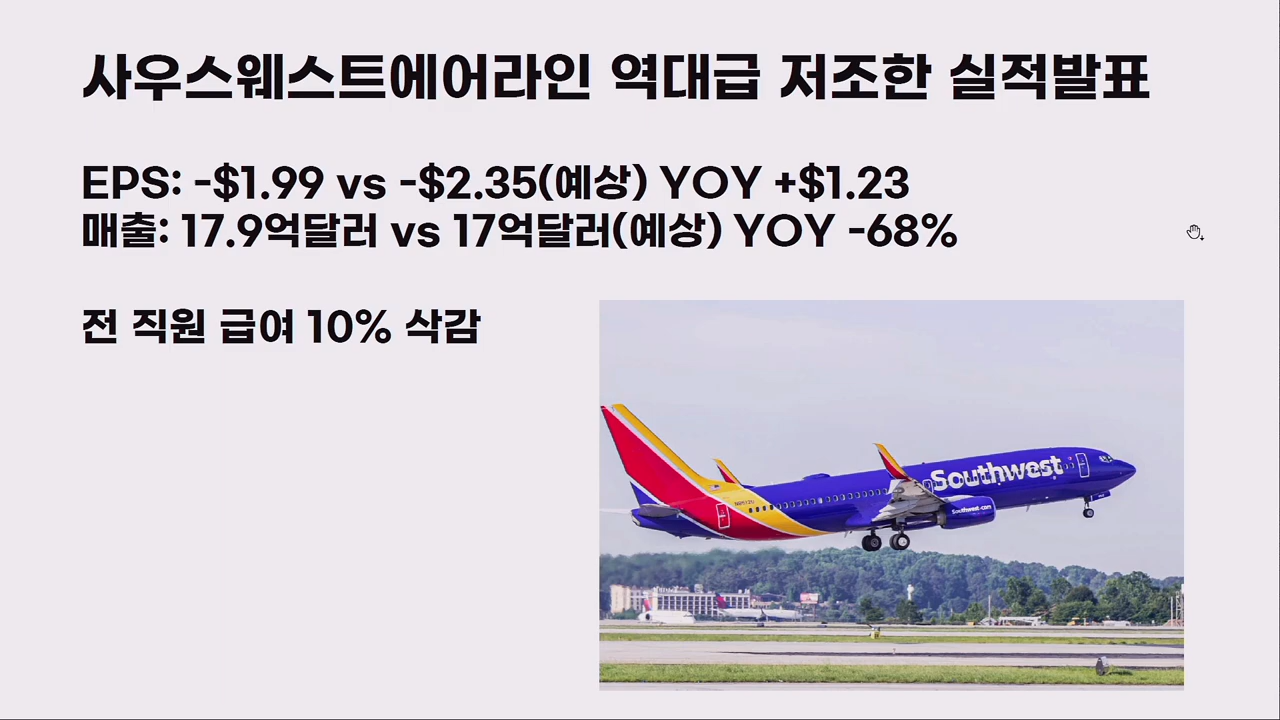 사우스웨스트에어라인 역대급 저조한 실적발표
EPS: -$1.99 vs -$2.35(예상) YOY +$1.23
매출: 17.9억달러 vs 17억달러(예상) YOY -68%
전 직원 급여 10% 삭감
Southwest
Southwest.com